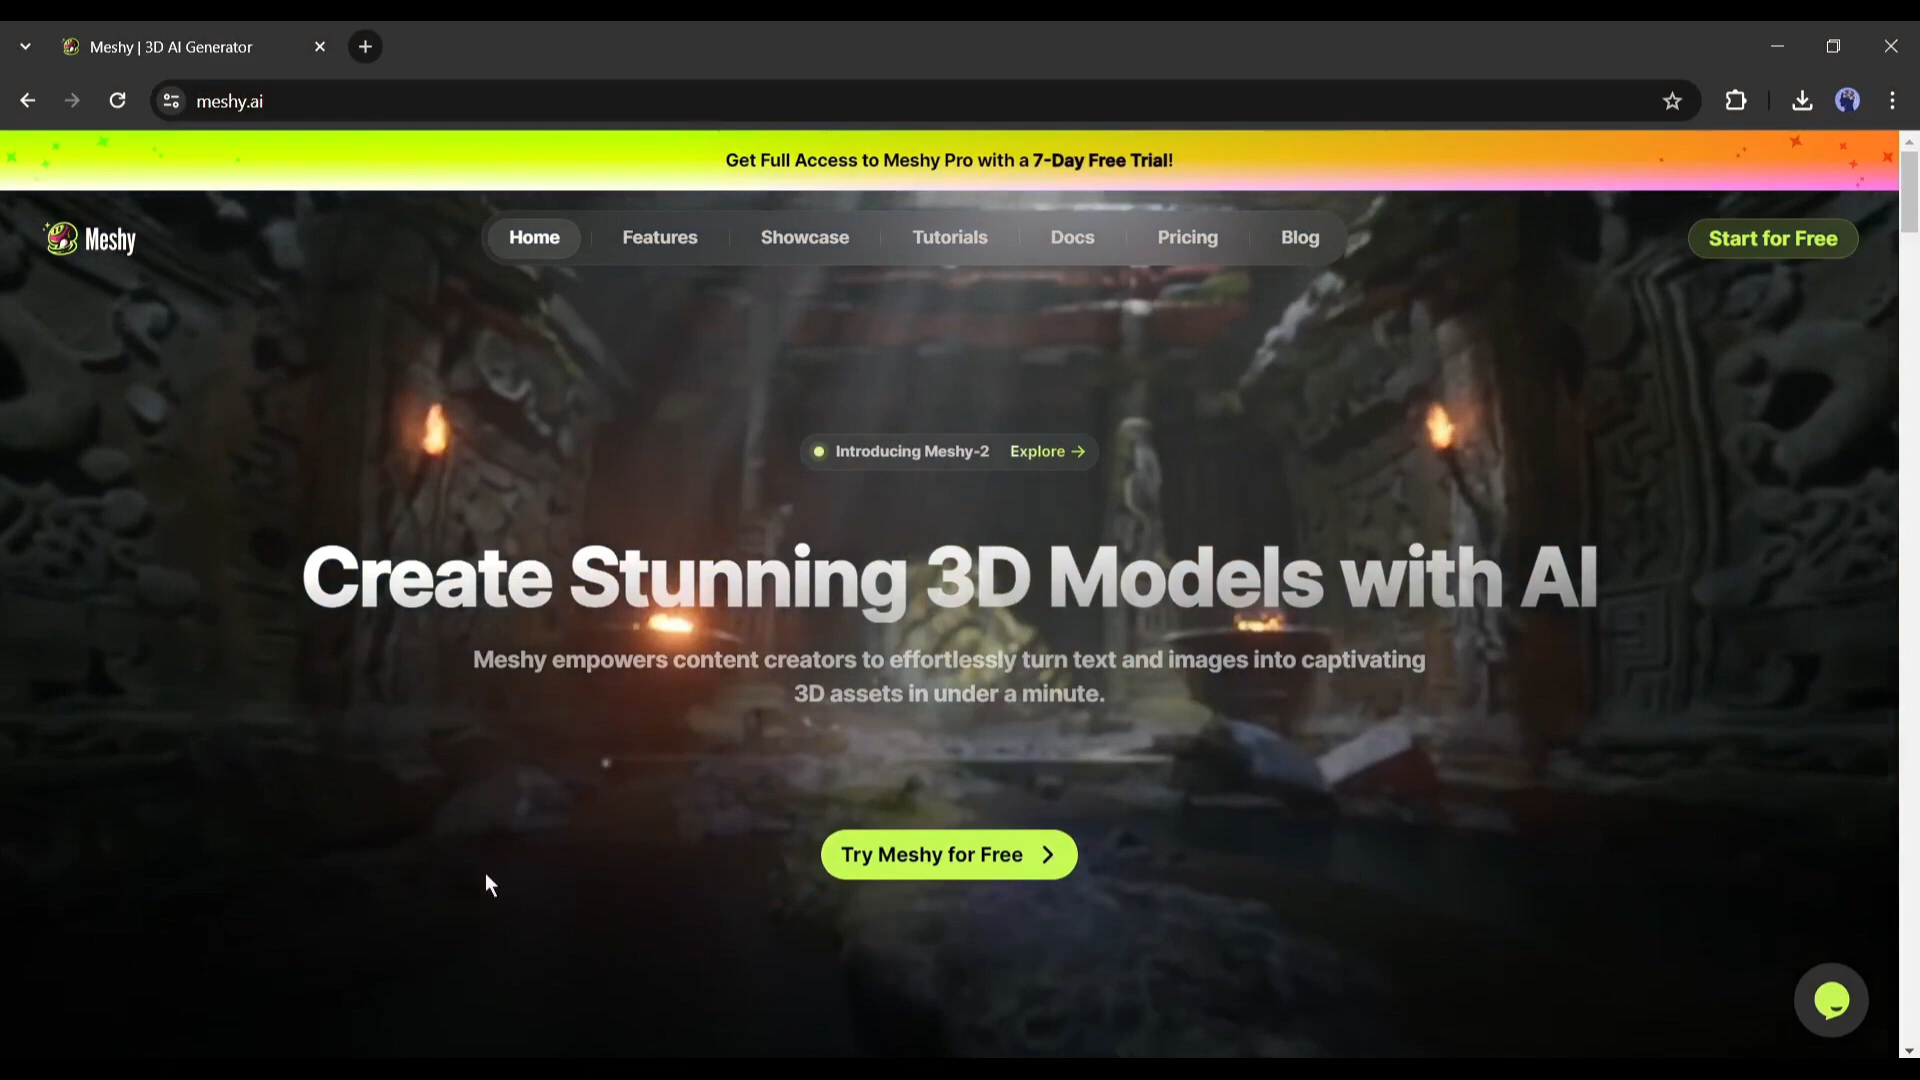 Meshy | 3D AI Generator
meshy.ai
Get Full Access to Meshy Pro with a 7-Day Free Trial!
Meshy
Home
Features
Showcase
Tutorials
Docs
Pricing
Blog
Start for Free
Introducing Meshy-2 Explore →
Create Stunning 3D Models with AI
Meshy empowers content creators to effortlessly turn text and images into captivating
3D assets in under a minute.
Try Meshy for Free